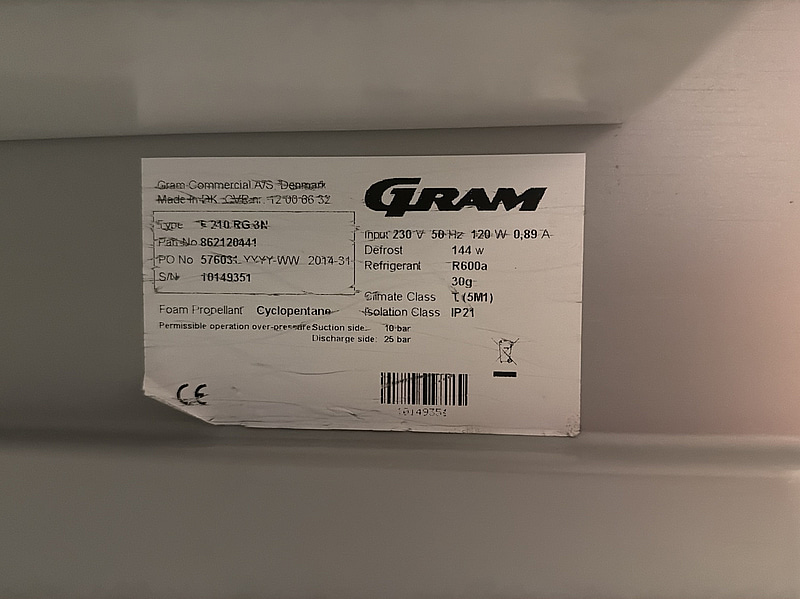 Gram Commercial A/S Denmark
Made in DK CVR nr. 12 00 86 32
Type F 210 RG 3N
Part No 862120441
PO No 576031 YYYY-WW 2014-31
S/N 10149351
Foam Propellant Cyclopentane
Permissible operation over-pressure Suction side: 10 bar
Discharge side: 25 bar
CE
GRAM
Input 230 V 50 Hz 120 W 0,89 A
Defrost 144 w
Refrigerant R600a
30g
Climate Class T (5M1)
Isolation Class IP21
10149351